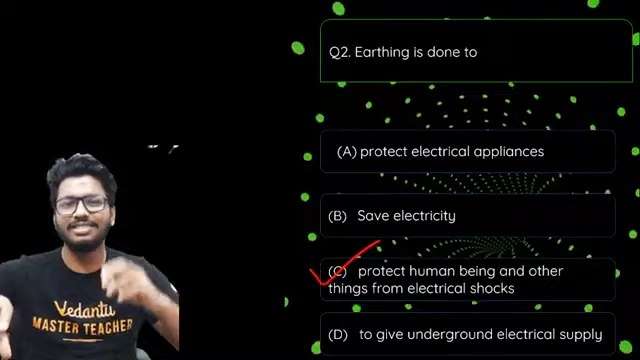 Q2. Earthing is done to
(A) protect electrical appliances
(B) Save electricity
(C) protect human being and other
things from electrical shocks
(D) to give underground electrical supply
Vedantu
MASTER TEACHER